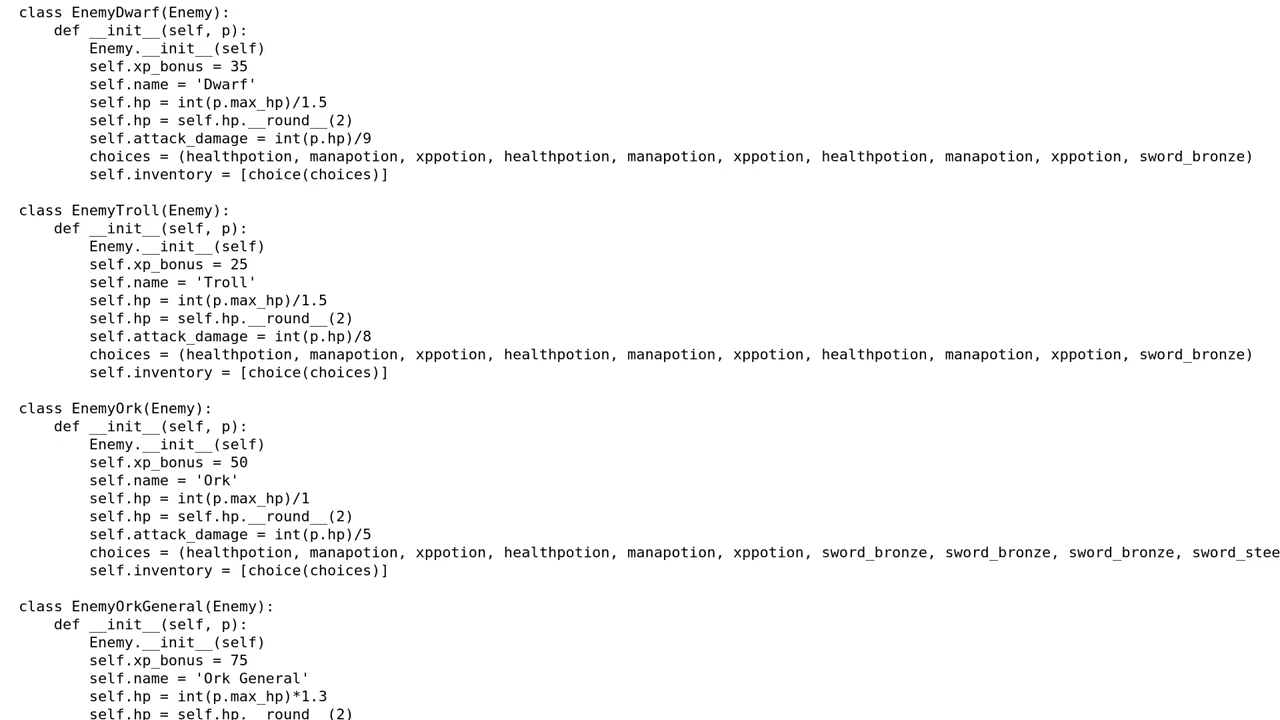 class EnemyDwarf(Enemy):
    def __init__(self, p):
        Enemy.__init__(self)
        self.xp_bonus = 35
        self.name = 'Dwarf'
        self.hp = int(p.max_hp)/1.5
        self.hp = self.hp.__round__(2)
        self.attack_damage = int(p.hp)/9
        choices = (healthpotion, manapotion, xppotion, healthpotion, manapotion, xppotion, healthpotion, manapotion, xppotion, sword_bronze)
        self.inventory = [choice(choices)]

class EnemyTroll(Enemy):
    def __init__(self, p):
        Enemy.__init__(self)
        self.xp_bonus = 25
        self.name = 'Troll'
        self.hp = int(p.max_hp)/1.5
        self.hp = self.hp.__round__(2)
        self.attack_damage = int(p.hp)/8
        choices = (healthpotion, manapotion, xppotion, healthpotion, manapotion, xppotion, healthpotion, manapotion, xppotion, sword_bronze)
        self.inventory = [choice(choices)]

class EnemyOrk(Enemy):
    def __init__(self, p):
        Enemy.__init__(self)
        self.xp_bonus = 50
        self.name = 'Ork'
        self.hp = int(p.max_hp)/1
        self.hp = self.hp.__round__(2)
        self.attack_damage = int(p.hp)/5
        choices = (healthpotion, manapotion, xppotion, healthpotion, manapotion, xppotion, sword_bronze, sword_bronze, sword_bronze, sword_stee
        self.inventory = [choice(choices)]

class EnemyOrkGeneral(Enemy):
    def __init__(self, p):
        Enemy.__init__(self)
        self.xp_bonus = 75
        self.name = 'Ork General'
        self.hp = int(p.max_hp)*1.3
        self.hp = self.hp.__round__(2)